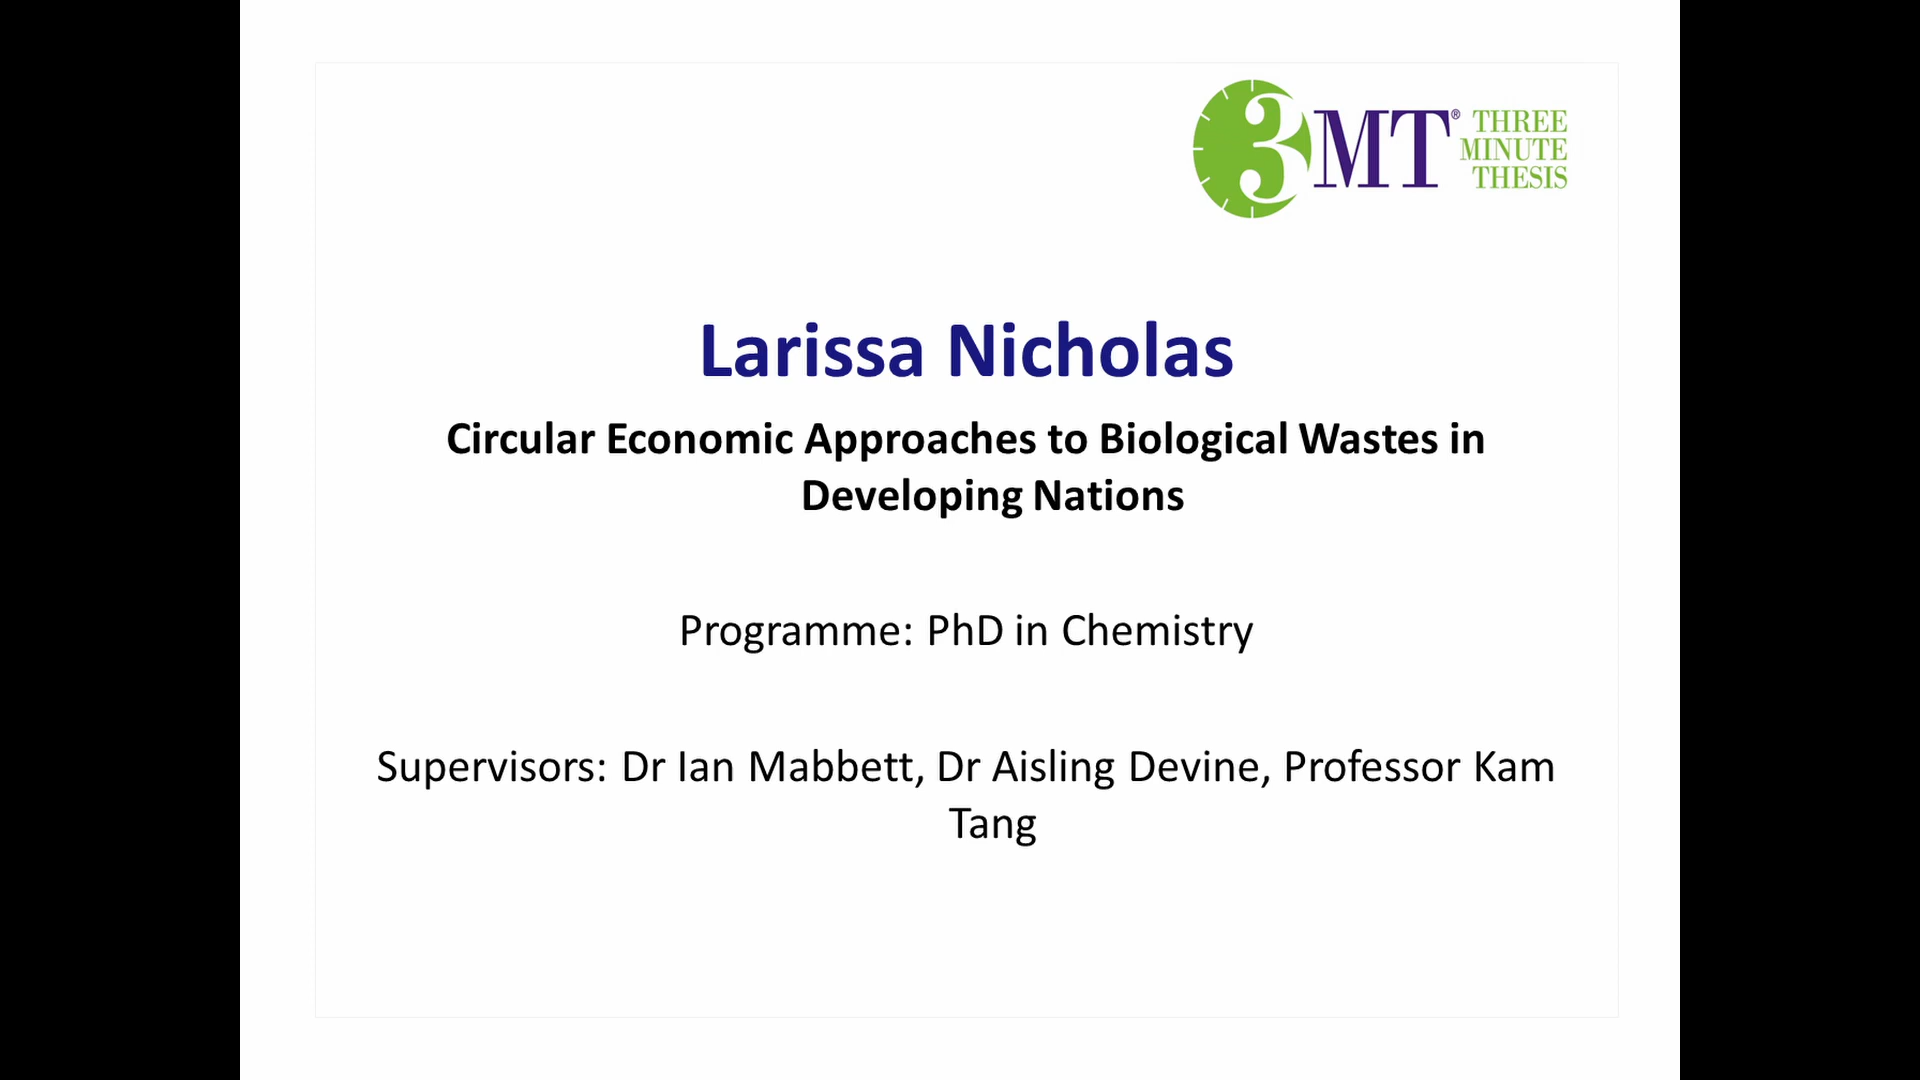 3MT® THREE
MINUTE
THESIS
Larissa Nicholas
Circular Economic Approaches to Biological Wastes in
Developing Nations
Programme: PhD in Chemistry
Supervisors: Dr Ian Mabbett, Dr Aisling Devine, Professor Kam
Tang